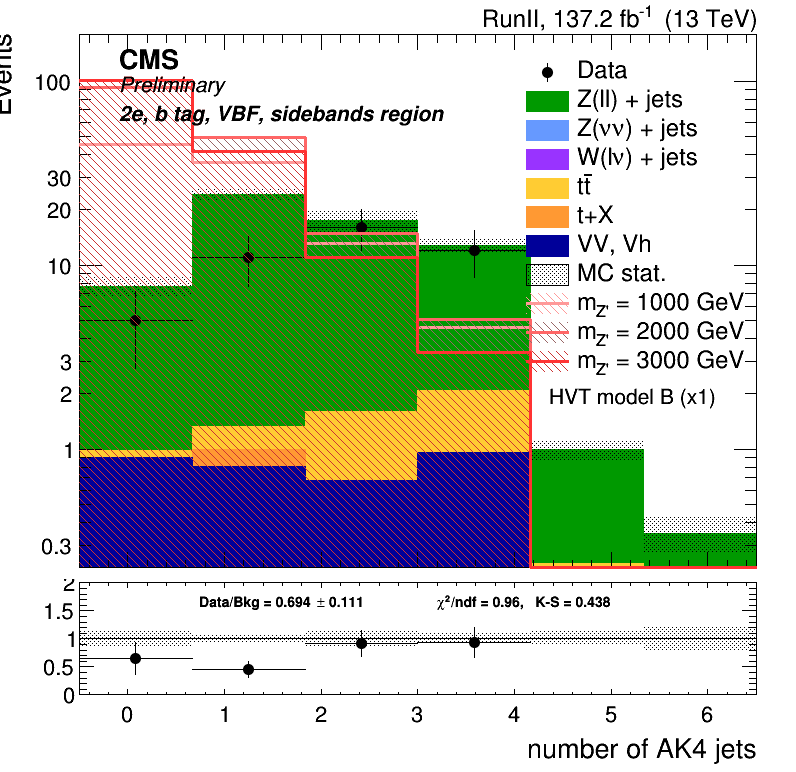 RunII, 137.2 fb⁻¹ (13 TeV)
Events
CMS
Preliminary
2e, b tag, VBF, sidebands region
Data
Z(ll) + jets
Z(νν) + jets
W(lν) + jets
tt̄
t+X
VV, Vh
MC stat.
m_Z' = 1000 GeV
m_Z' = 2000 GeV
m_Z' = 3000 GeV
HVT model B (x1)
100
30
20
10
3
2
1
0.3
Data/Bkg = 0.694 ± 0.111
χ²/ndf = 0.96, K-S = 0.438
2
1.5
1
0.5
0
0 1 2 3 4 5 6
number of AK4 jets